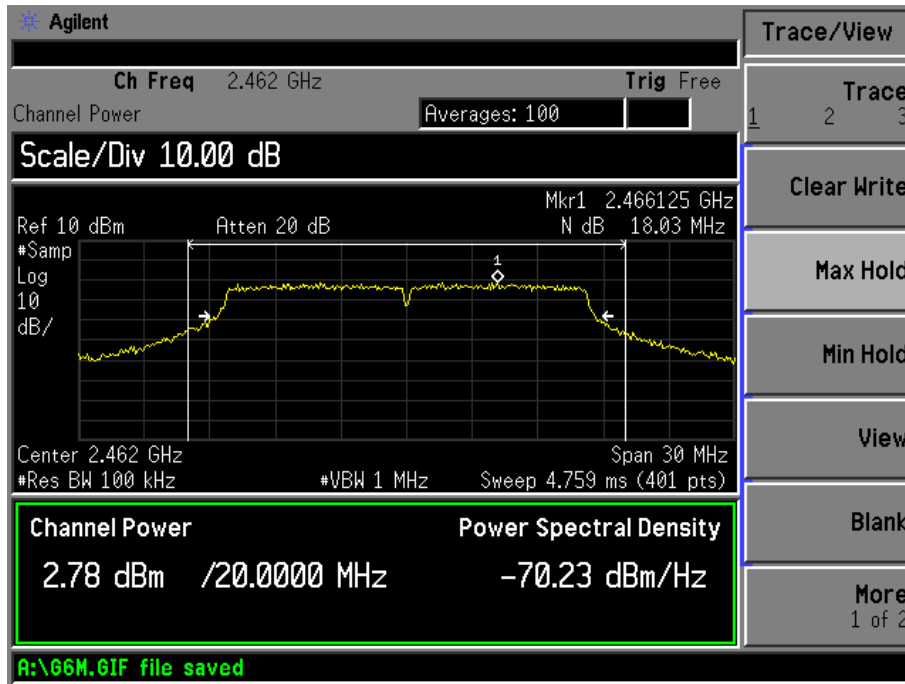 Agilent
Trace/View
Ch Freq 2.462 GHz Trig Free
Channel Power
Averages: 100
Scale/Div 10.00 dB
Mkr1 2.466125 GHz
Ref 10 dBm Atten 20 dB N dB 18.03 MHz
#Samp
Log
10
dB/
1
Center 2.462 GHz Span 30 MHz
#Res BW 100 kHz #VBW 1 MHz Sweep 4.759 ms (401 pts)
Channel Power Power Spectral Density
2.78 dBm /20.0000 MHz -70.23 dBm/Hz
A:\G6M.GIF file saved
Trace
1 2 3
Clear Write
Max Hold
Min Hold
View
Blank
More
1 of 2